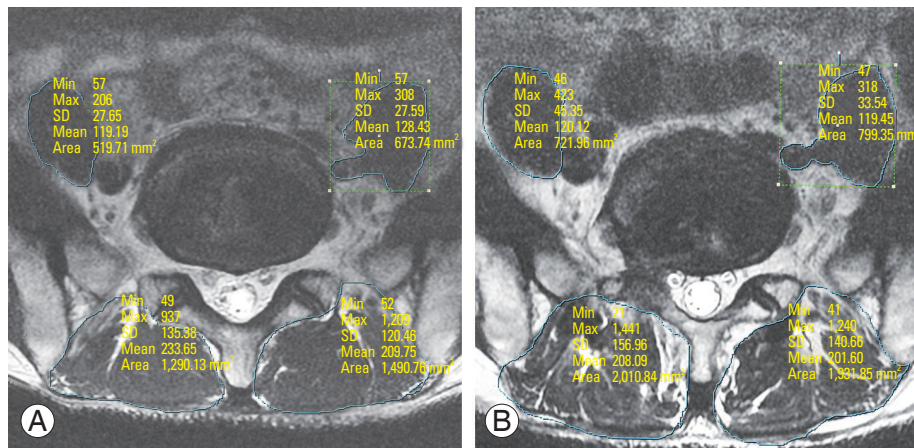 Min 57
Max 206
SD 27.65
Mean 119.19
Area 519.71 mm²
Min 57
Max 308
SD 27.59
Mean 128.43
Area 673.74 mm²
Min 49
Max 937
SD 135.38
Mean 233.65
Area 1,290.13 mm²
Min 52
Max
SD 120.46
Mean 209.75
Area 1,490.76 mm²
A
Min 46
Max 423
SD 45.35
Mean 120.12
Area 721.96 mm²
Min 47
Max 318
SD 33.54
Mean 119.45
Area 799.35 mm²
Min
Max 1,441
SD 156.96
Mean 208.09
Area 2,010.84 mm²
Min 41
Max 1,240
SD 140.66
Mean 201.60
Area 1,931.85 mm²
B